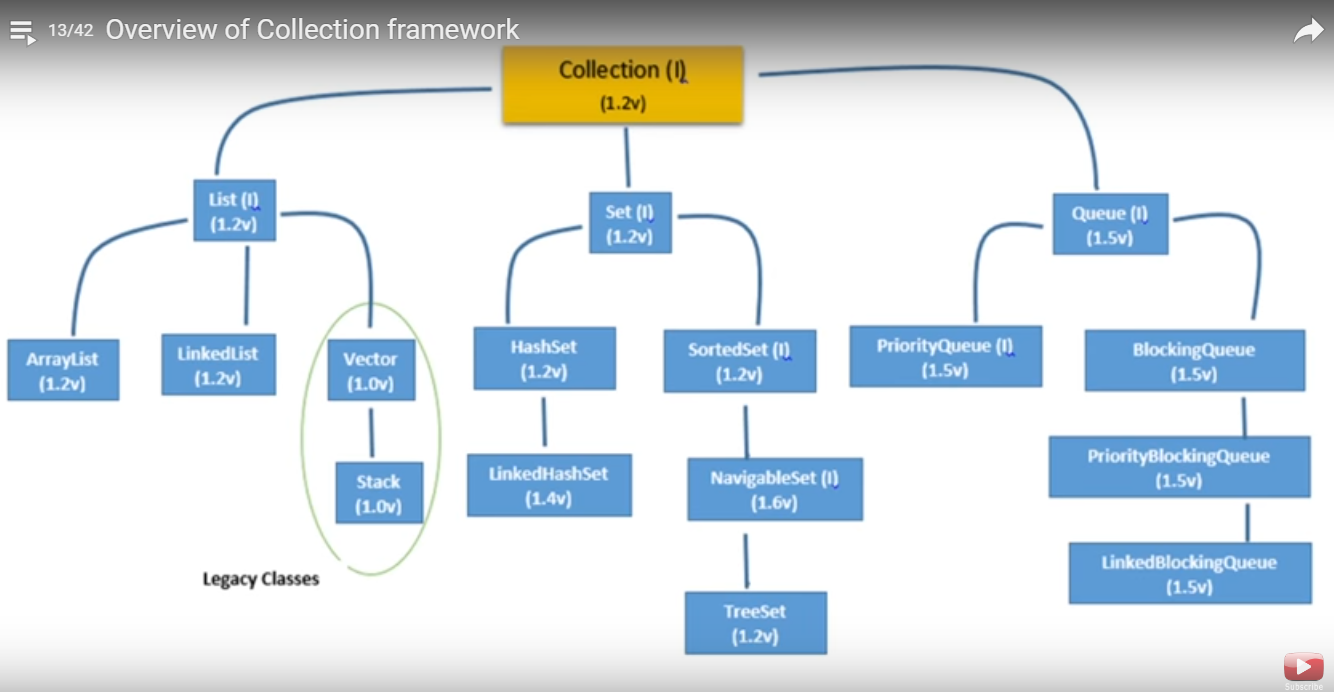 13/42 Overview of Collection framework
Collection (I)
(1.2v)
List (I)
(1.2v)
Set (I)
(1.2v)
Queue (I)
(1.5v)
ArrayList
(1.2v)
LinkedList
(1.2v)
Vector
(1.0v)
HashSet
(1.2v)
SortedSet (I)
(1.2v)
PriorityQueue (I)
(1.5v)
BlockingQueue
(1.5v)
Stack
(1.0v)
LinkedHashSet
(1.4v)
NavigableSet (I)
(1.6v)
PriorityBlockingQueue
(1.5v)
LinkedBlockingQueue
(1.5v)
Legacy Classes
TreeSet
(1.2v)
Subscribe